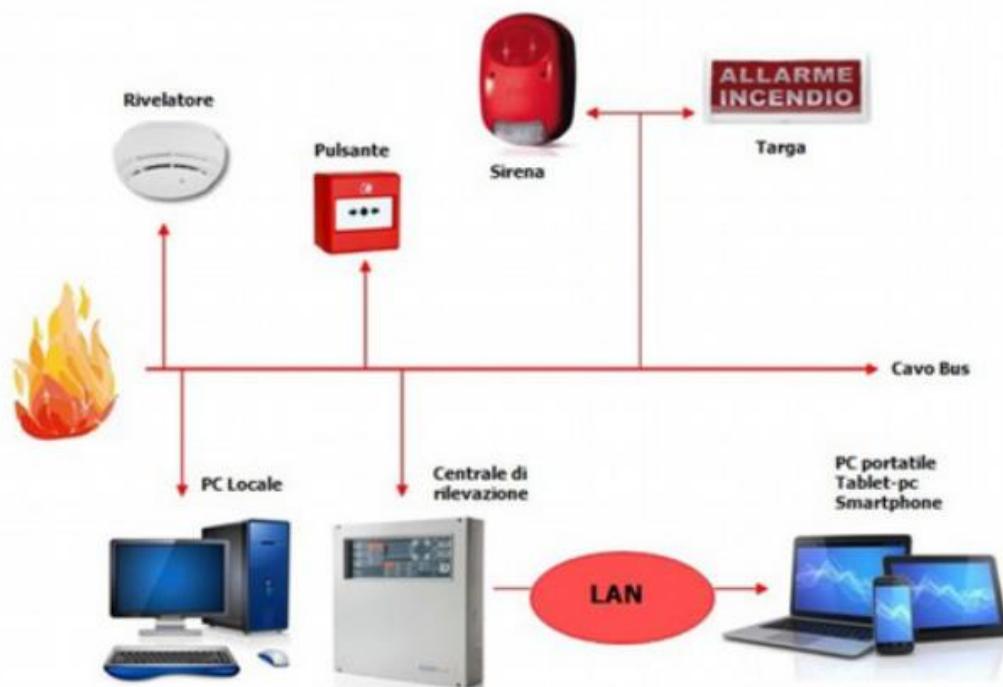 Rivelatore
Pulsante
Sirena
ALLARME
INCENDIO
Targa
Cavo Bus
PC Locale
Centrale di
rilevazione
PC portatile
Tablet-pc
Smartphone
LAN